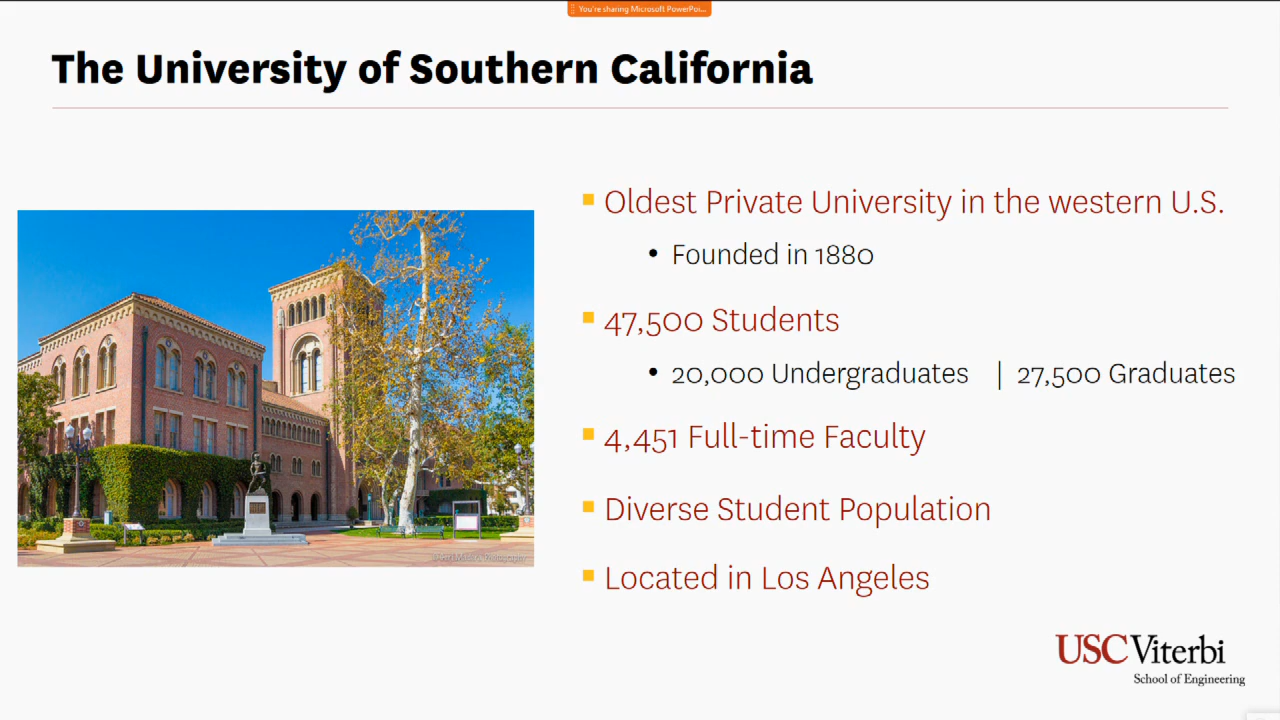 You're sharing Microsoft PowerPoi...
The University of Southern California
Oldest Private University in the western U.S.
• Founded in 1880
47,500 Students
• 20,000 Undergraduates | 27,500 Graduates
4,451 Full-time Faculty
Diverse Student Population
Located in Los Angeles
USC Viterbi
School of Engineering